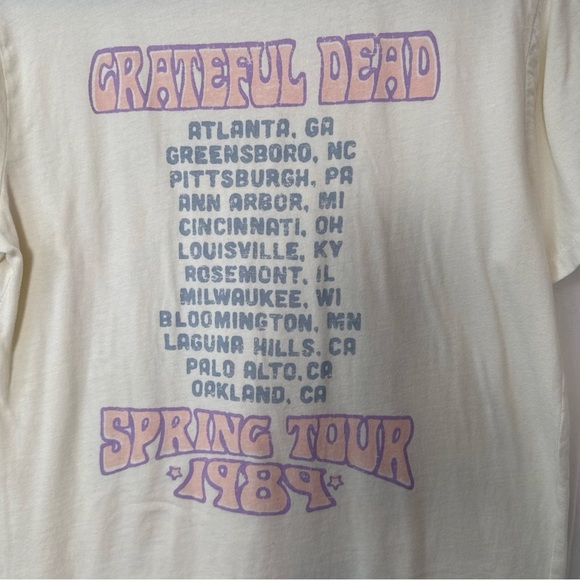 GRATEFUL DEAD
ATLANTA, GA
GREENSBORO, NC
PITTSBURGH, PA
ANN ARBOR, MI
CINCINNATI, OH
LOUISVILLE, KY
ROSEMONT, IL
MILWAUKEE, WI
BLOOMINGTON, MN
LAGUNA HILLS, CA
PALO ALTO, CA
OAKLAND, CA
SPRING TOUR
1989